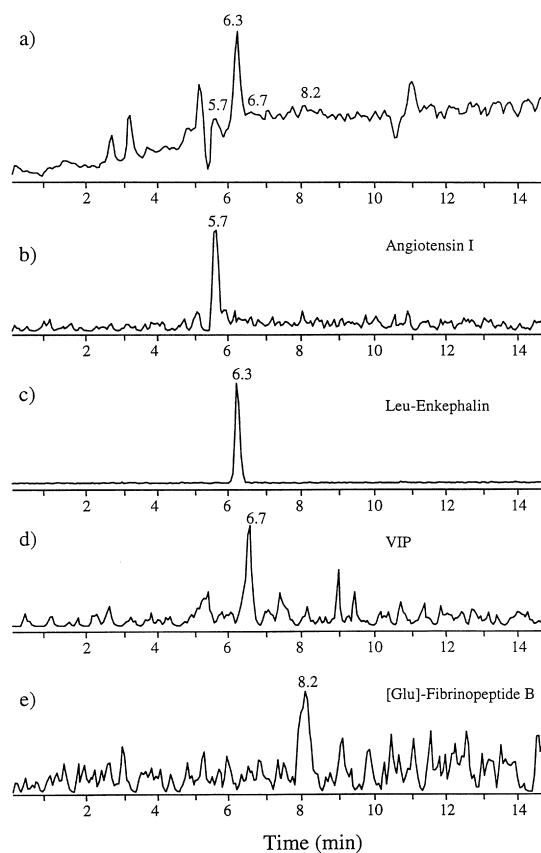 a)
6.3
5.7
6.7
8.2
2 4 6 8 10 12 14
b)
5.7
Angiotensin I
2 4 6 8 10 12 14
c)
6.3
Leu-Enkephalin
2 4 6 8 10 12 14
d)
6.7
VIP
2 4 6 8 10 12 14
e)
8.2
[Glu]-Fibrinopeptide B
2 4 6 8 10 12 14
Time (min)